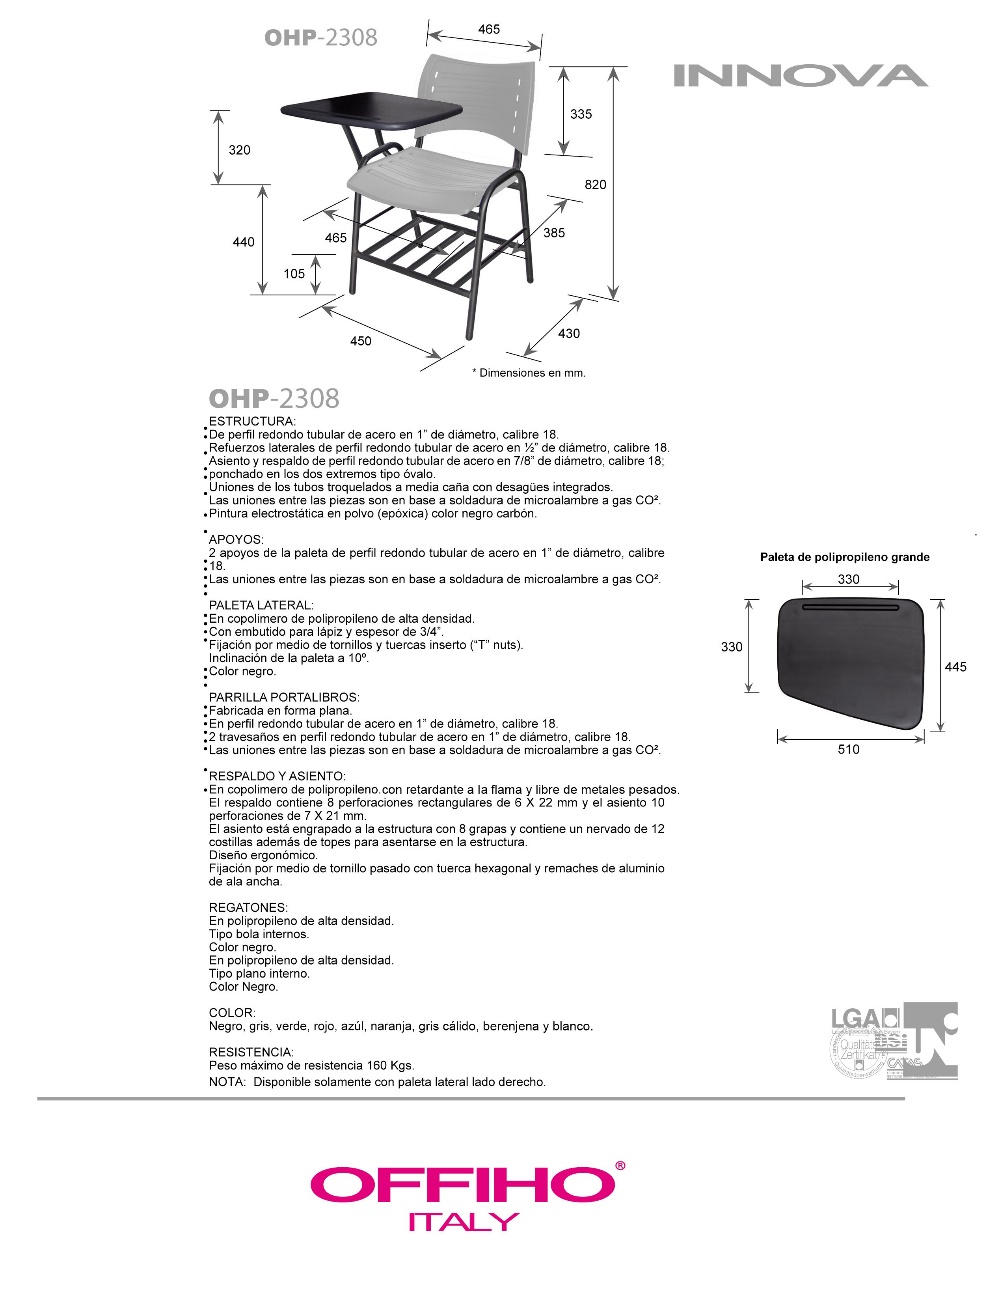 OHP-2308
465
INNOVA
335
320
820
440
465
385
105
450
430
* Dimensiones en mm.
OHP-2308
ESTRUCTURA:
•De perfil redondo tubular de acero en 1” de diámetro, calibre 18.
•Refuerzos laterales de perfil redondo tubular de acero en ½” de diámetro, calibre 18.
Asiento y respaldo de perfil redondo tubular de acero en 7/8” de diámetro, calibre 18;
•ponchado en los dos extremos tipo óvalo.
Uniones de los tubos troquelados a media caña con desagües integrados.
Las uniones entre las piezas son en base a soldadura de microalambre a gas CO².
•Pintura electrostática en polvo (epóxica) color negro carbón.
APOYOS:
2 apoyos de la paleta de perfil redondo tubular de acero en 1” de diámetro, calibre
•18.
•Las uniones entre las piezas son en base a soldadura de microalambre a gas CO².
PALETA LATERAL:
•En copolimero de polipropileno de alta densidad.
•Con embutido para lápiz y espesor de 3/4”.
•Fijación por medio de tornillos y tuercas inserto (“T” nuts).
Inclinación de la paleta a 10º.
•Color negro.
PARRILLA PORTALIBROS:
•Fabricada en forma plana.
•En perfil redondo tubular de acero en 1” de diámetro, calibre 18.
•2 travesaños en perfil redondo tubular de acero en 1” de diámetro, calibre 18.
•Las uniones entre las piezas son en base a soldadura de microalambre a gas CO².
RESPALDO Y ASIENTO:
•En copolimero de polipropileno.con retardante a la flama y libre de metales pesados.
El respaldo contiene 8 perforaciones rectangulares de 6 X 22 mm y el asiento 10
perforaciones de 7 X 21 mm.
El asiento está engrapado a la estructura con 8 grapas y contiene un nervado de 12
costillas además de topes para asentarse en la estructura.
Diseño ergonómico.
Fijación por medio de tornillo pasado con tuerca hexagonal y remaches de aluminio
de ala ancha.
REGATONES:
En polipropileno de alta densidad.
Tipo bola internos.
Color negro.
En polipropileno de alta densidad.
Tipo plano interno.
Color Negro.
COLOR:
Negro, gris, verde, rojo, azúl, naranja, gris cálido, berenjena y blanco.
RESISTENCIA:
Peso máximo de resistencia 160 Kgs.
NOTA: Disponible solamente con paleta lateral lado derecho.
Paleta de polipropileno grande
330
330
445
510
LGA
BSi
Qualitäts
Zertifikat
CATAS
OFFIHO®
ITALY